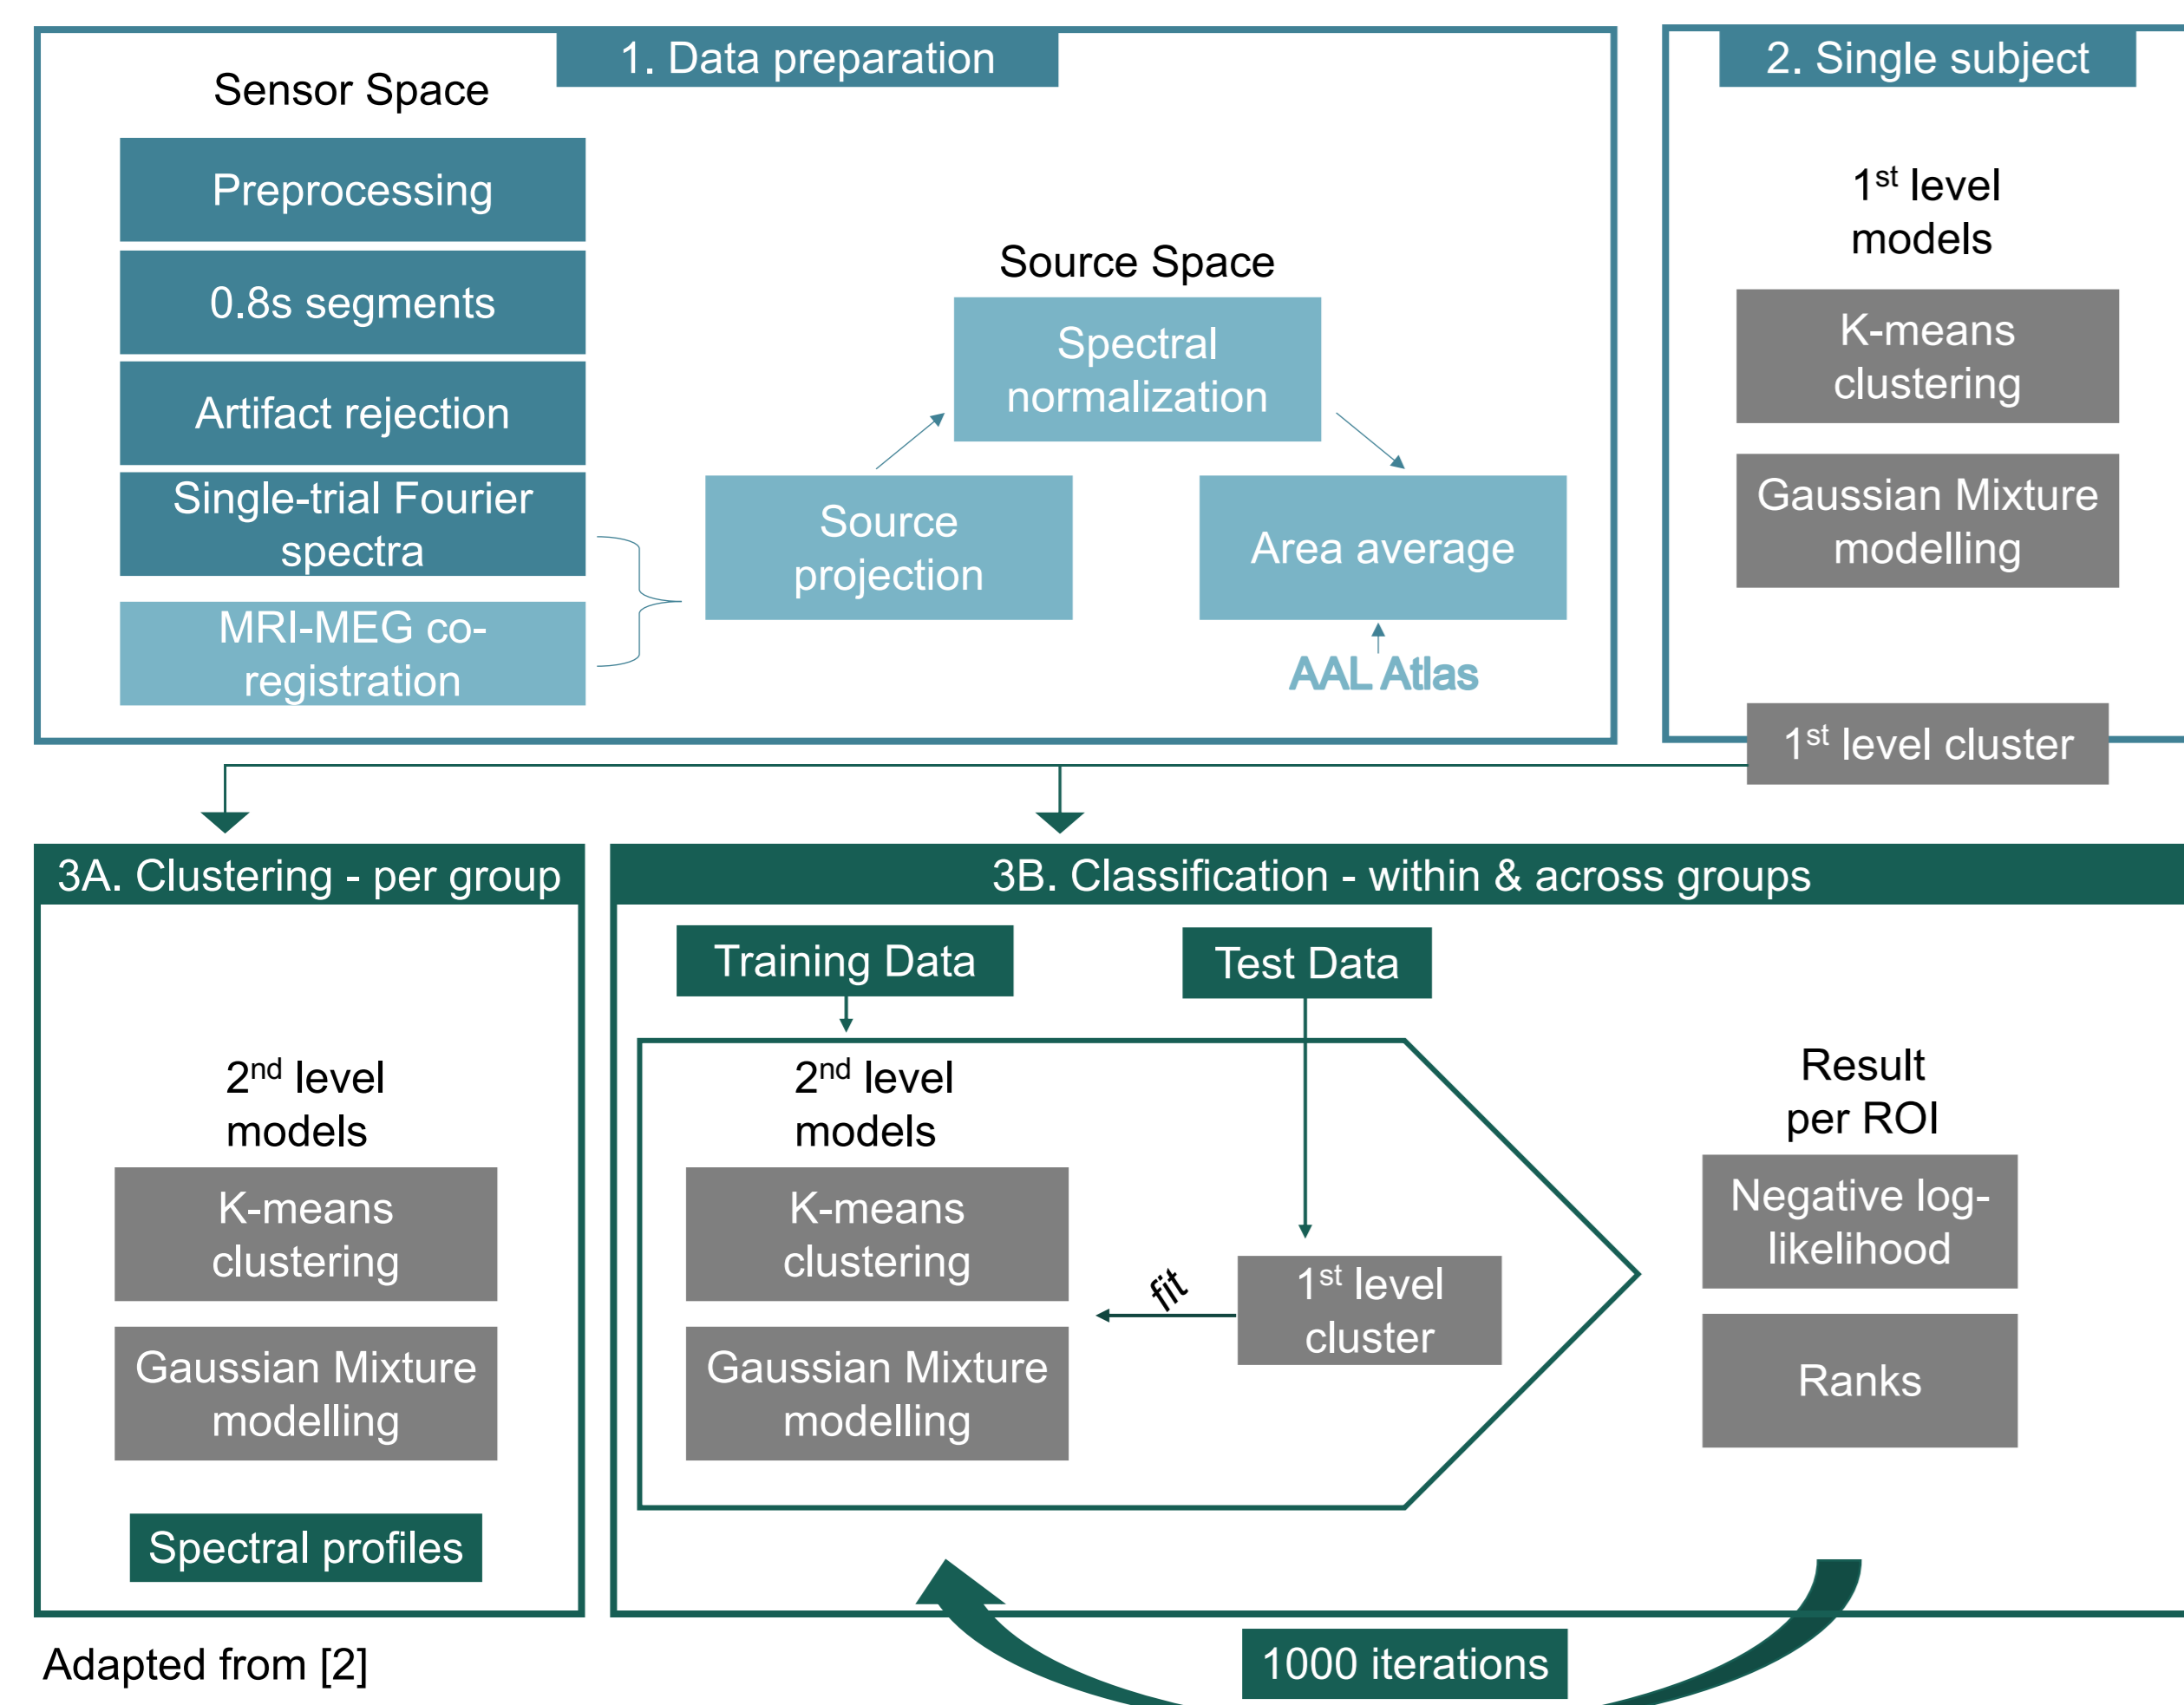 1. Data preparation
Sensor Space
Preprocessing
0.8s segments
Artifact rejection
Single-trial Fourier
spectra
MRI-MEG co-
registration
Source Space
Spectral
normalization
Source
projection
Area average
AAL Atlas
2. Single subject
1st level
models
K-means
clustering
Gaussian Mixture
modelling
1st level cluster
3A. Clustering - per group
2nd level
models
K-means
clustering
Gaussian Mixture
modelling
Spectral profiles
3B. Classification - within & across groups
Training Data
Test Data
2nd level
models
K-means
clustering
Gaussian Mixture
modelling
fit
1st level
cluster
Result
per ROI
Negative log-
likelihood
Ranks
1000 iterations
Adapted from [2]